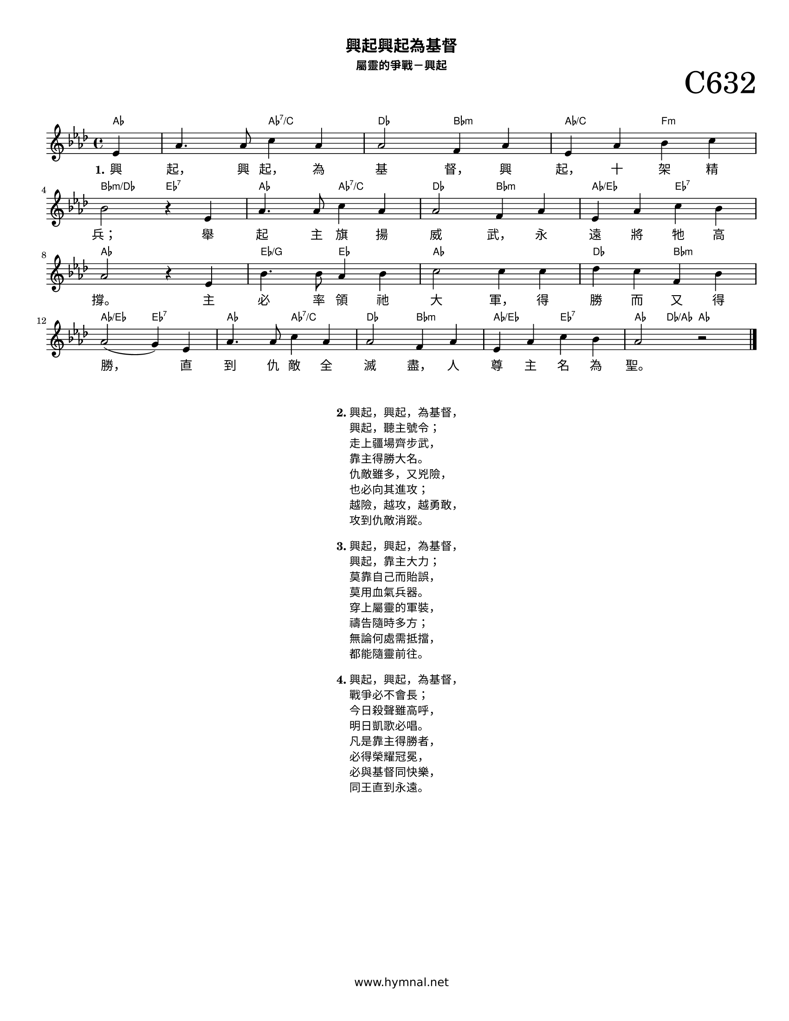 興起興起為基督
屬靈的爭戰－興起
C632
A♭ A♭7/C D♭ B♭m A♭/C Fm
1. 興 起， 興 起， 為 基 督， 興 起， 十 架 精
4 B♭m/D♭ E♭7 A♭ A♭7/C D♭ B♭m A♭/E♭ E♭7
兵； 舉 起 主 旗 揚 威 武， 永 遠 將 牠 高
8 A♭ E♭/G E♭ A♭ D♭ B♭m
撐。 主 必 率 領 祂 大 軍， 得 勝 而 又 得
12 A♭/E♭ E♭7 A♭ A♭7/C D♭ B♭m A♭/E♭ E♭7 A♭ D♭/A♭ A♭
勝， 直 到 仇 敵 全 滅 盡， 人 尊 主 名 為 聖。
2. 興起，興起，為基督，
興起，聽主號令；
走上疆場齊步武，
靠主得勝大名。
仇敵雖多，又兇險，
也必向其進攻；
越險，越攻，越勇敢，
攻到仇敵消蹤。
3. 興起，興起，為基督，
興起，靠主大力；
莫靠自己而貽誤，
莫用血氣兵器。
穿上屬靈的軍裝，
禱告隨時多方；
無論何處需抵擋，
都能隨靈前往。
4. 興起，興起，為基督，
戰爭必不會長；
今日殺聲雖高呼，
明日凱歌必唱。
凡是靠主得勝者，
必得榮耀冠冕，
必與基督同快樂，
同王直到永遠。
www.hymnal.net